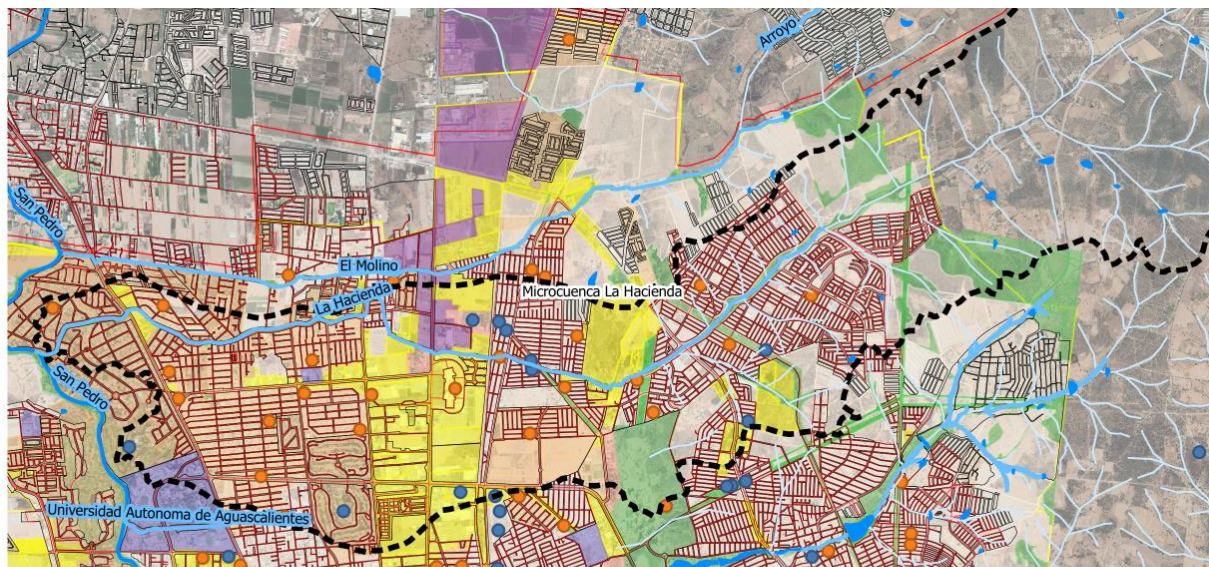 Arroyo
San Pedro
El Molino
La Hacienda
Microcuenca La Hacienda
San Pedro
Universidad Autonoma de Aguascalientes